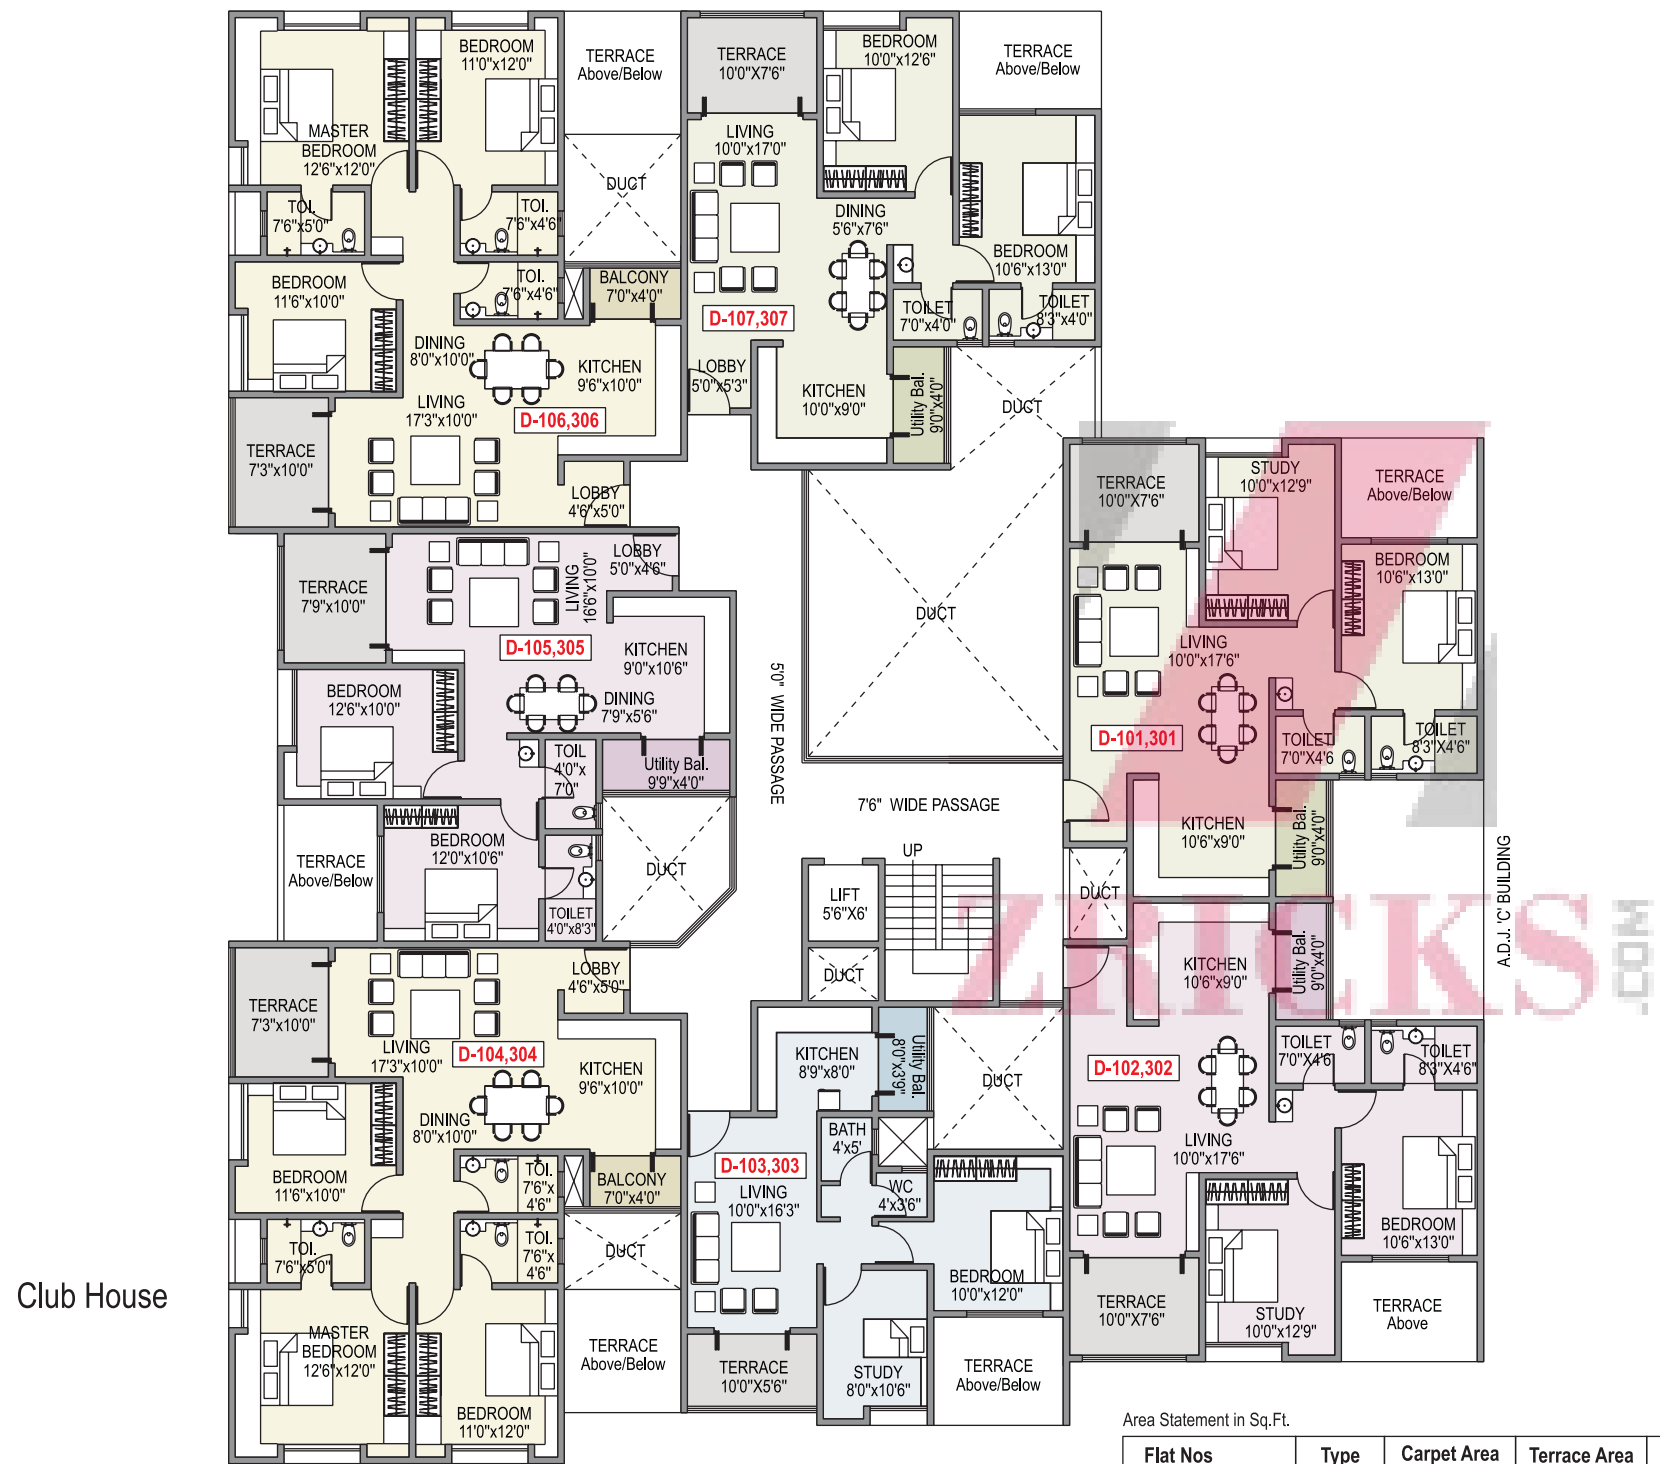 BEDROOM
11'0"x12'0"
MASTER
BEDROOM
12'6"x12'0"
TERRACE
Above/Below
TERRACE
10'0"X7'6"
BEDROOM
10'0"x12'6"
TERRACE
Above/Below
LIVING
10'0"x17'0"
DUCT
TOI.
7'6"x5'0"
TOI.
7'6"x4'6"
DINING
5'6"x7'6"
BEDROOM
10'6"x13'0"
BEDROOM
11'6"x10'0"
TOI.
7'6"x4'6"
BALCONY
7'0"x4'0"
D-107,307
TOILET
7'0"x4'0"
TOILET
8'3"x4'0"
DINING
8'0"x10'0"
KITCHEN
9'6"x10'0"
LOBBY
5'0"x5'3"
KITCHEN
10'0"x9'0"
Utility Bal.
9'0"x4'0"
DUCT
LIVING
17'3"x10'0"
D-106,306
TERRACE
7'3"x10'0"
LOBBY
4'6"x5'0"
TERRACE
10'0"X7'6"
STUDY
10'0"x12'9"
TERRACE
Above/Below
TERRACE
7'9"x10'0"
LIVING
16'6"x10'0"
LOBBY
5'0"x4'6"
BEDROOM
10'6"x13'0"
DUCT
D-105,305
KITCHEN
9'0"x10'6"
LIVING
10'0"x17'6"
BEDROOM
12'6"x10'0"
DINING
7'9"x5'6"
5'0" WIDE PASSAGE
D-101,301
TOILET
7'0"X4'6
TOILET
8'3"X4'6"
TOIL
4'0"x
7'0"
Utility Bal.
9'9"x4'0"
7'6" WIDE PASSAGE
KITCHEN
10'6"x9'0"
Utility Bal.
9'0"x4'0"
BEDROOM
12'0"x10'6"
TERRACE
Above/Below
DUCT
UP
LIFT
5'6"X6'
DUCT
A.D.J. 'C' BUILDING
TOILET
4'0"x8'3"
ZRICKS
.COM
LOBBY
4'6"x5'0"
DUCT
KITCHEN
10'6"x9'0"
Utility Bal.
9'0"x4'0"
TERRACE
7'3"x10'0"
LIVING
17'3"x10'0"
D-104,304
KITCHEN
9'6"x10'0"
KITCHEN
8'9"x8'0"
Utility Bal.
8'0"x3'9"
DUCT
D-102,302
TOILET
7'0"X4'6
TOILET
8'3"X4'6"
DINING
8'0"x10'0"
BATH
4'x5'
LIVING
10'0"x17'6"
BEDROOM
11'6"x10'0"
TOI.
7'6"x
4'6"
BALCONY
7'0"x4'0"
D-103,303
LIVING
10'0"x16'3"
WC
4'x3'6"
BEDROOM
10'6"x13'0"
TOI.
7'6"x5'0"
TOI.
7'6"x
4'6"
DUCT
BEDROOM
10'0"x12'0"
Club House
MASTER
BEDROOM
12'6"x12'0"
TERRACE
Above/Below
TERRACE
10'0"X7'6"
STUDY
10'0"x12'9"
TERRACE
Above
TERRACE
10'0"X5'6"
STUDY
8'0"x10'6"
TERRACE
Above/Below
BEDROOM
11'0"x12'0"
Area Statement in Sq.Ft.
Flat Nos Type Carpet Area Terrace Area